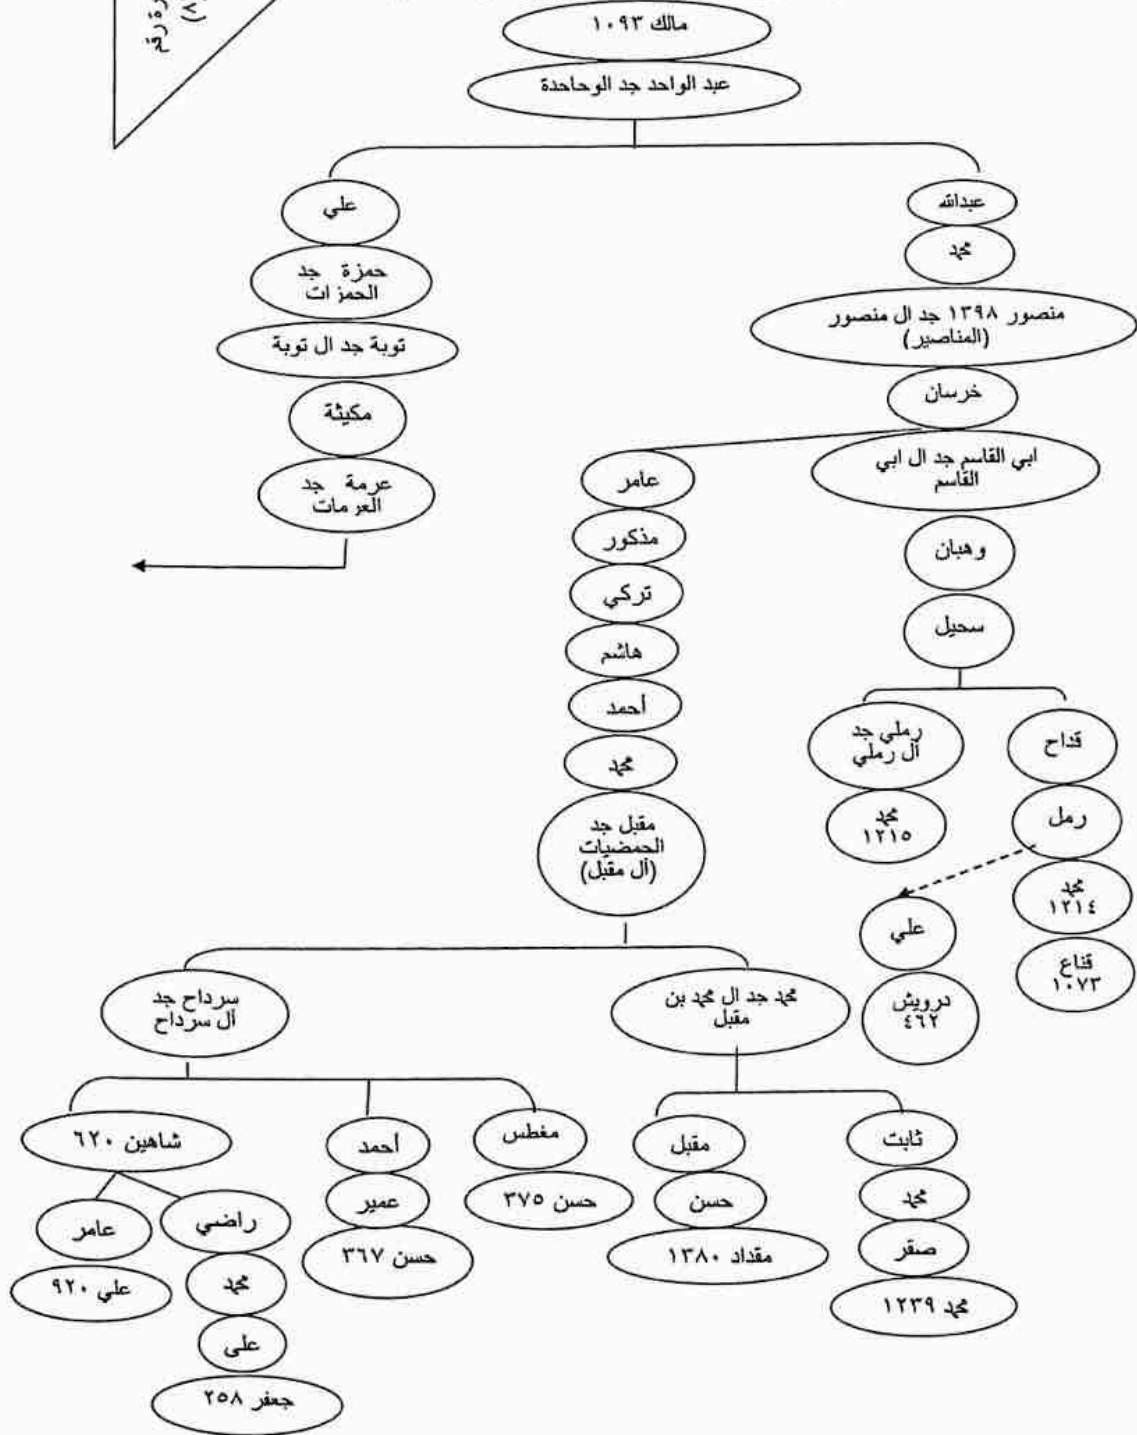 رة رقم
(٨
مالك ١٠٩٣
عبد الواحد جد الوحاحدة
عبدالله
محمد
منصور ١٣٩٨ جد ال منصور
(المناصير)
خرسان
ابي القاسم جد ال ابي
القاسم
وهبان
سحيل
قداح
رمل
محمد
١٢١٤
قناع
١٠٧٣
علي
درويش
٤٦٢
رملي جد
آل رملي
محمد
١٢١٥
عامر
مذكور
تركي
هاشم
أحمد
محمد
مقبل جد
الحمضيات
(آل مقبل)
محمد جد ال محمد بن
مقبل
ثابت
محمد
صقر
محمد ١٢٣٩
مقبل
حسن
مقداد ١٣٨٠
سرداح جد
آل سرداح
مغطس
حسن ٣٧٥
أحمد
عمير
حسن ٣٦٧
شاهين ٦٢٠
راضي
محمد
على
جعفر ٢٥٨
عامر
علي ٩٢٠
علي
حمزة جد
الحمزات
توبة جد ال توبة
مكيثة
عرمة جد
العرمات